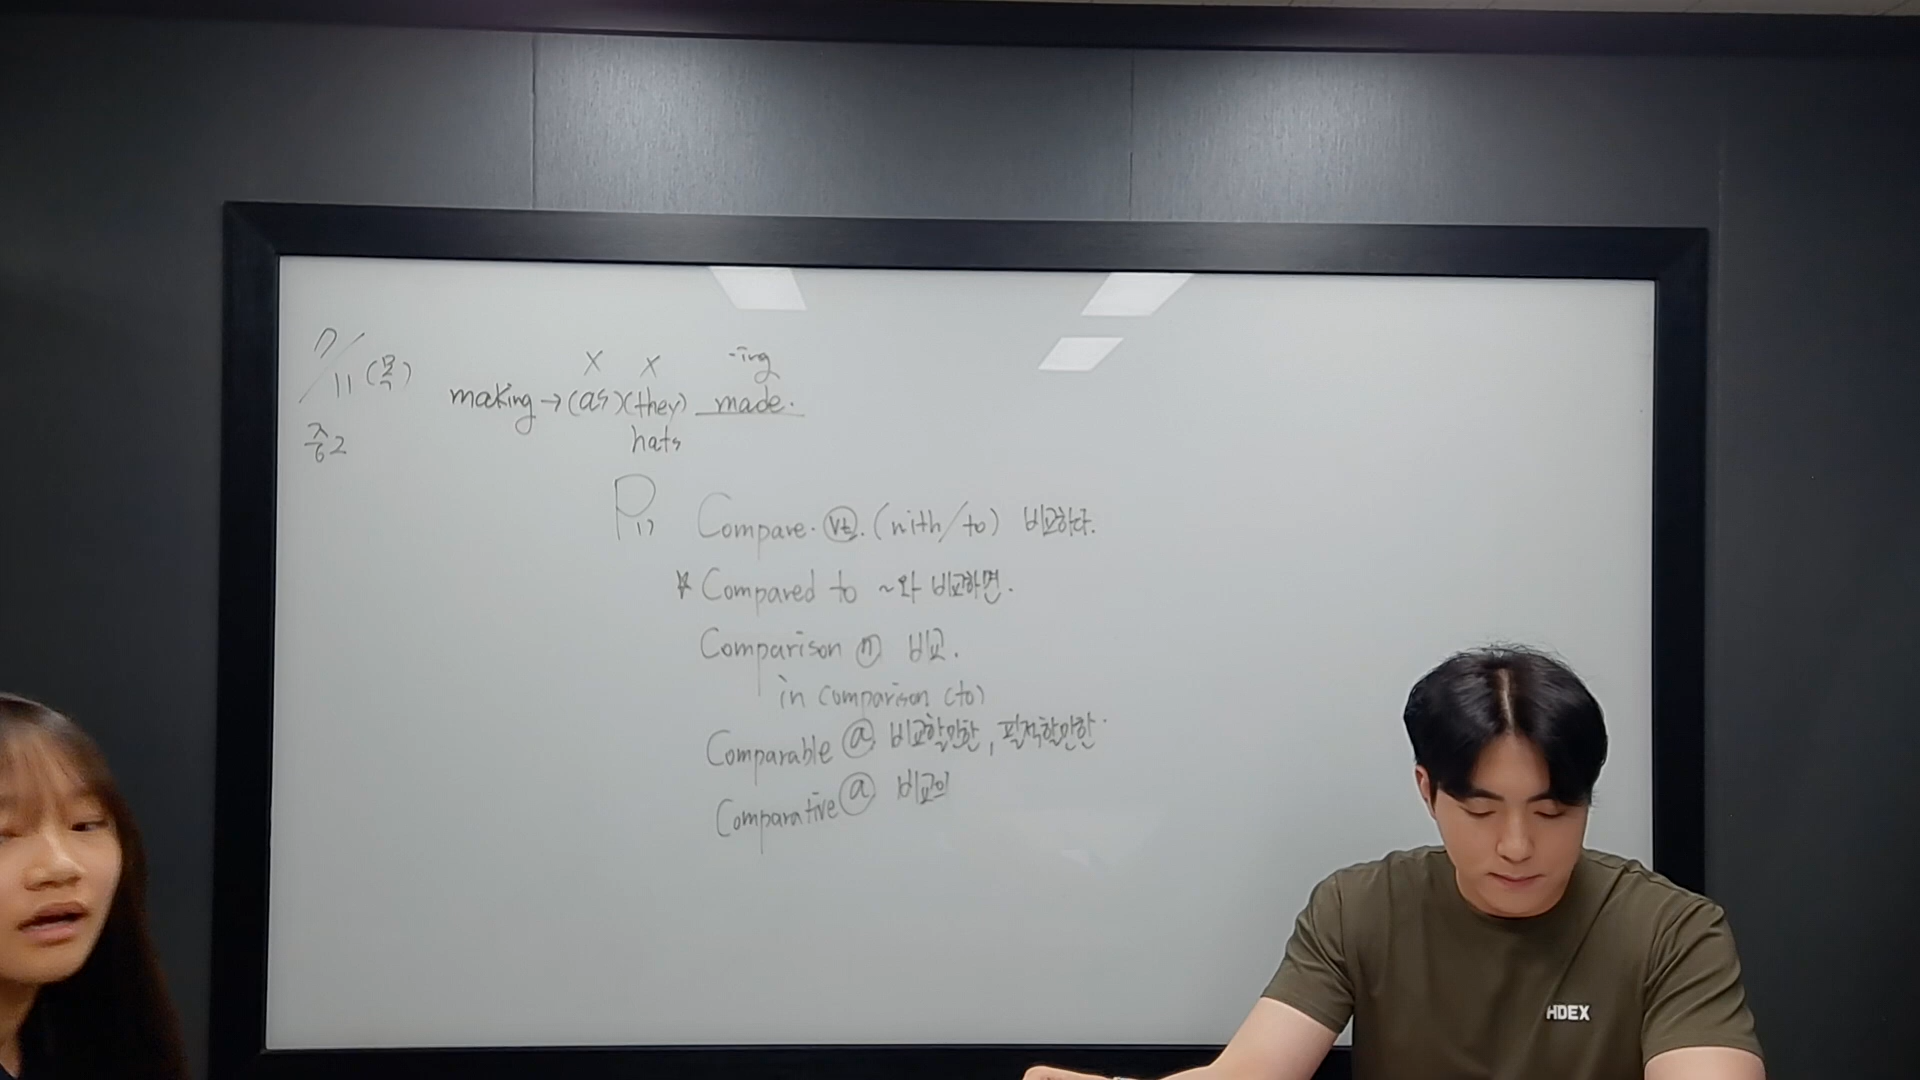 7/11 (목)
중2
X X -ing
making → (as)(they) made.
hats
P17
Compare. vt. (with/to) 비교하다.
* Compared to ~와 비교하면.
Comparison n 비교.
in comparison (to)
Comparable a 비교할만한, 필적할만한.
Comparative a 비교의
HDEX